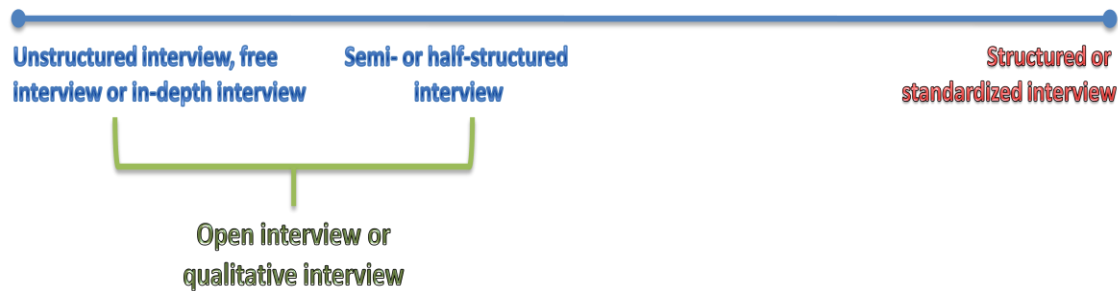 Unstructured interview, free
interview or in-depth interview
Semi- or half-structured
interview
Structured or
standardized interview
Open interview or
qualitative interview